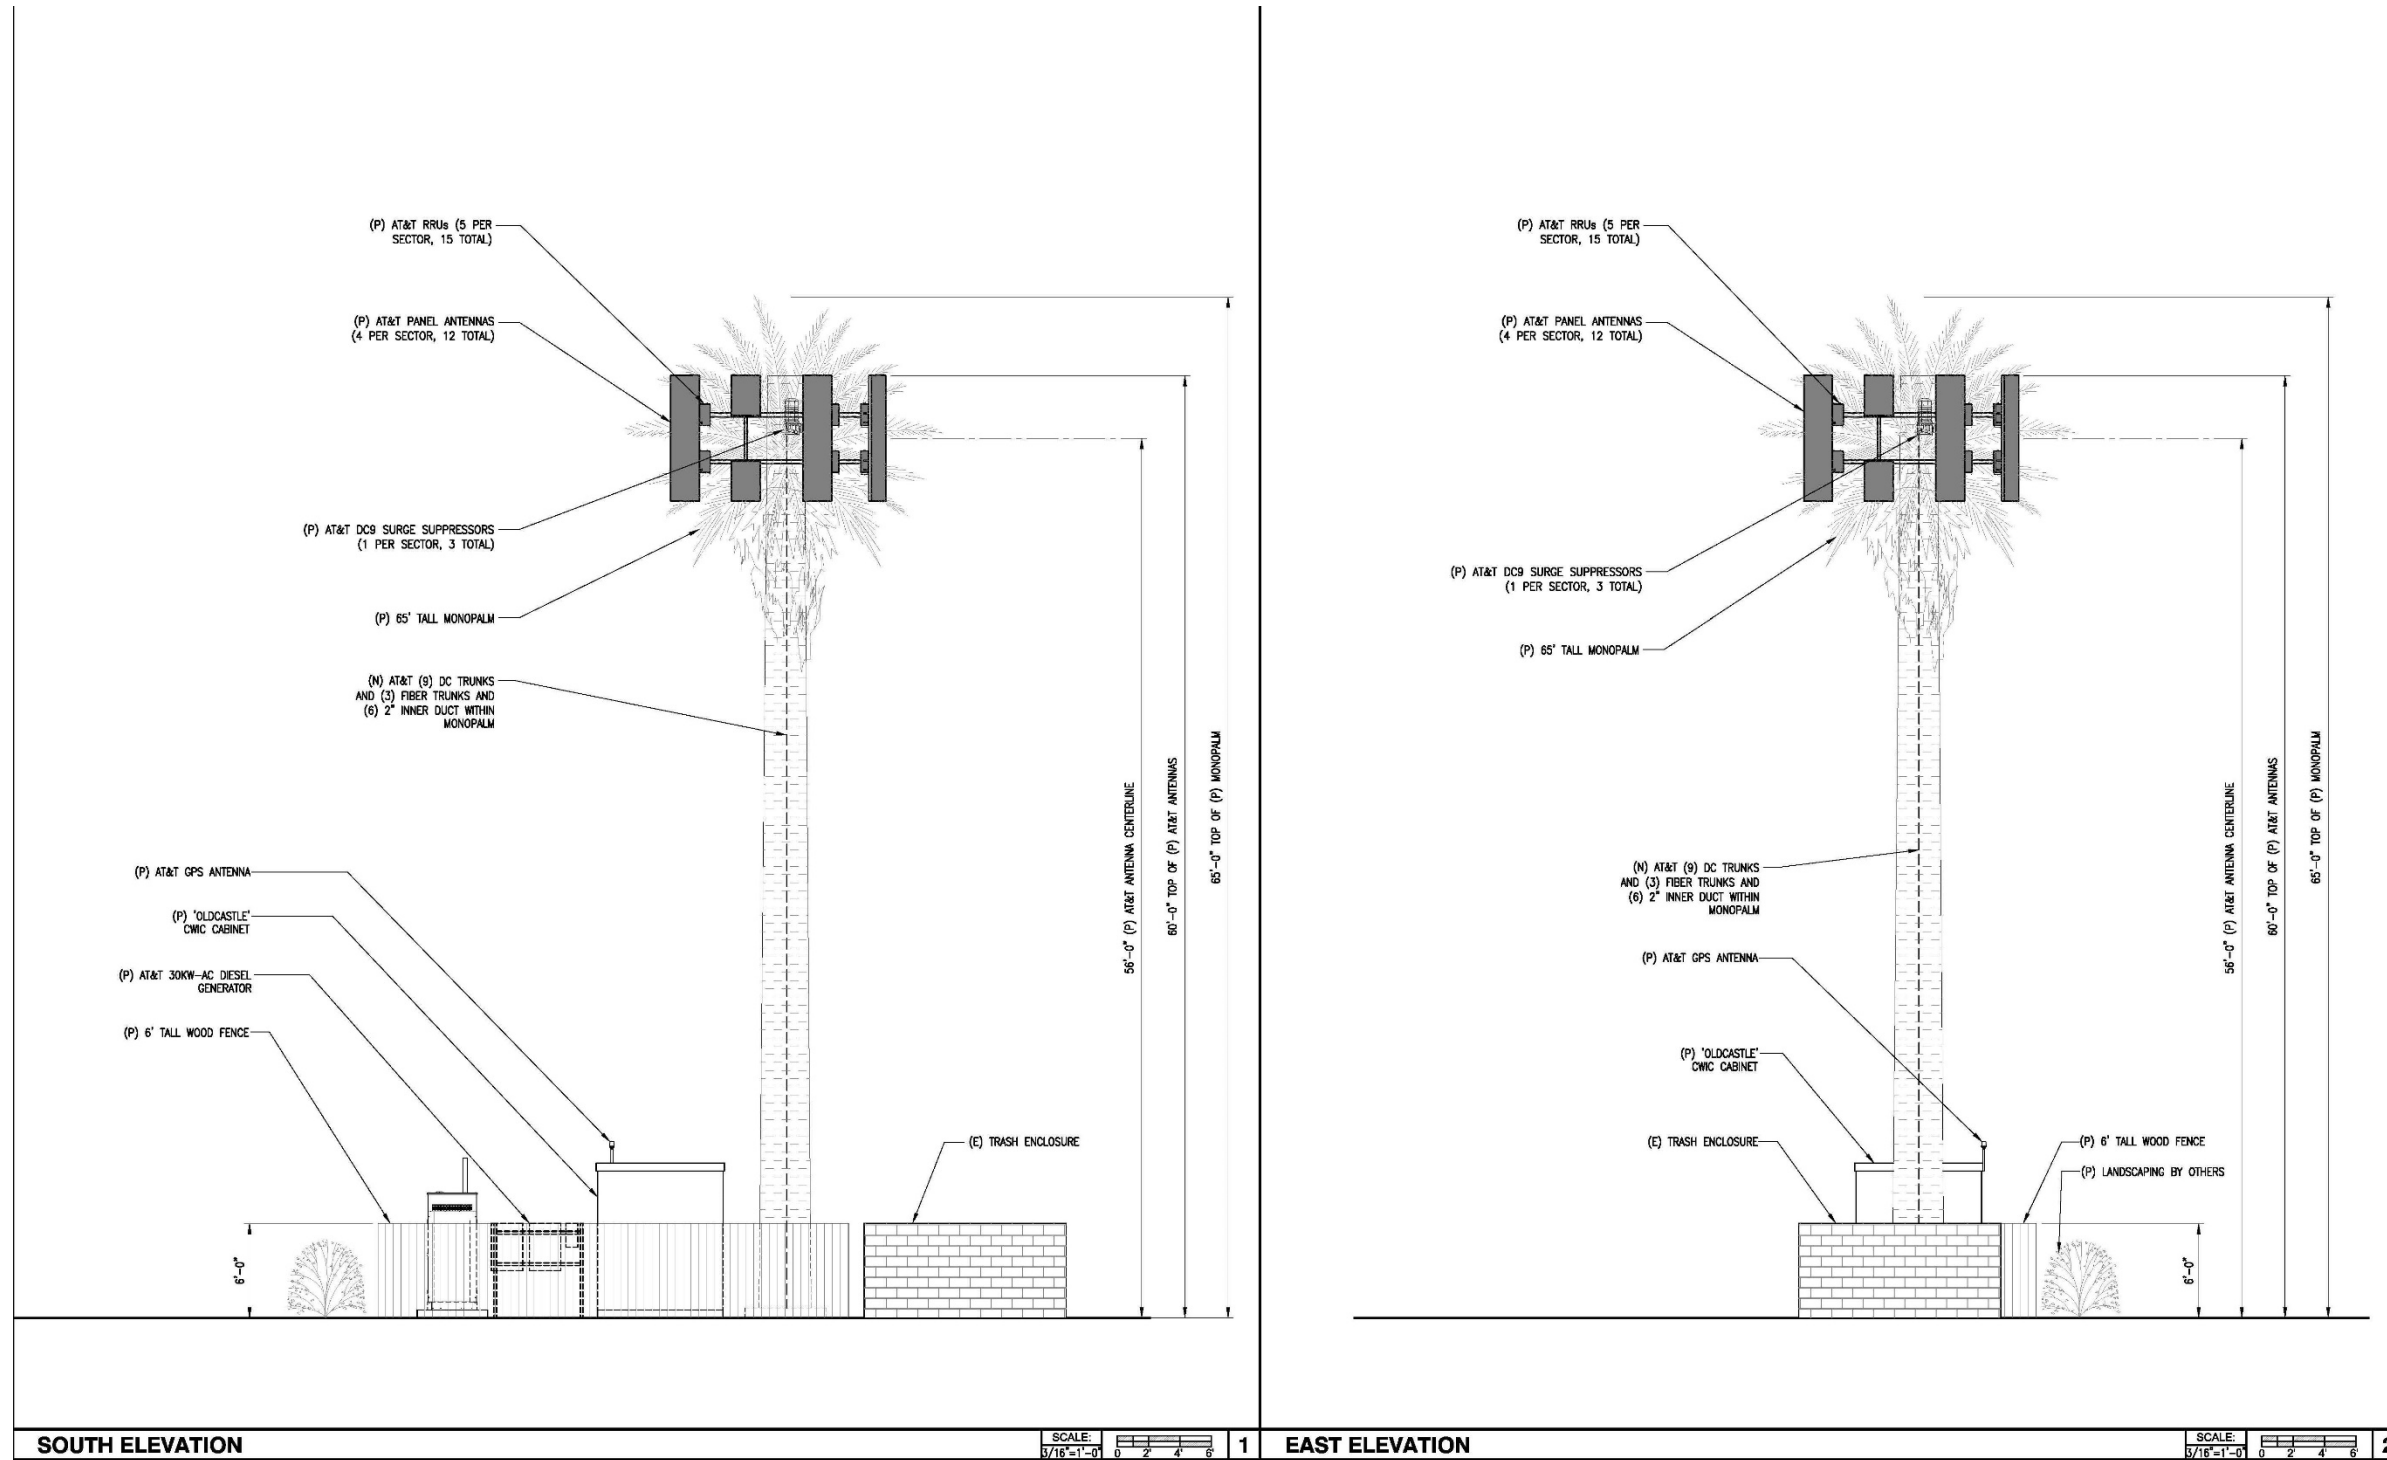 (P) AT&T RRUs (5 PER
SECTOR, 15 TOTAL)
(P) AT&T PANEL ANTENNAS
(4 PER SECTOR, 12 TOTAL)
(P) AT&T DC9 SURGE SUPPRESSORS
(1 PER SECTOR, 3 TOTAL)
(P) 65' TALL MONOPALM
(N) AT&T (9) DC TRUNKS
AND (3) FIBER TRUNKS AND
(6) 2" INNER DUCT WITHIN
MONOPALM
(P) AT&T GPS ANTENNA
(P) 'OLDCASTLE'
CWIC CABINET
(P) AT&T 30KW-AC DIESEL
GENERATOR
(P) 6' TALL WOOD FENCE
(E) TRASH ENCLOSURE
6'-0"
56'-0" (P) AT&T ANTENNA CENTERLINE
60'-0" TOP OF (P) AT&T ANTENNAS
65'-0" TOP OF (P) MONOPALM
SOUTH ELEVATION
SCALE:
3/16"=1'-0"
0 2' 4' 6'
1
(P) AT&T RRUs (5 PER
SECTOR, 15 TOTAL)
(P) AT&T PANEL ANTENNAS
(4 PER SECTOR, 12 TOTAL)
(P) AT&T DC9 SURGE SUPPRESSORS
(1 PER SECTOR, 3 TOTAL)
(P) 65' TALL MONOPALM
(N) AT&T (9) DC TRUNKS
AND (3) FIBER TRUNKS AND
(6) 2" INNER DUCT WITHIN
MONOPALM
(P) AT&T GPS ANTENNA
(P) 'OLDCASTLE'
CWIC CABINET
(E) TRASH ENCLOSURE
(P) 6' TALL WOOD FENCE
(P) LANDSCAPING BY OTHERS
6'-0"
56'-0" (P) AT&T ANTENNA CENTERLINE
60'-0" TOP OF (P) AT&T ANTENNAS
65'-0" TOP OF (P) MONOPALM
EAST ELEVATION
SCALE:
3/16"=1'-0"
0 2' 4' 6'
2